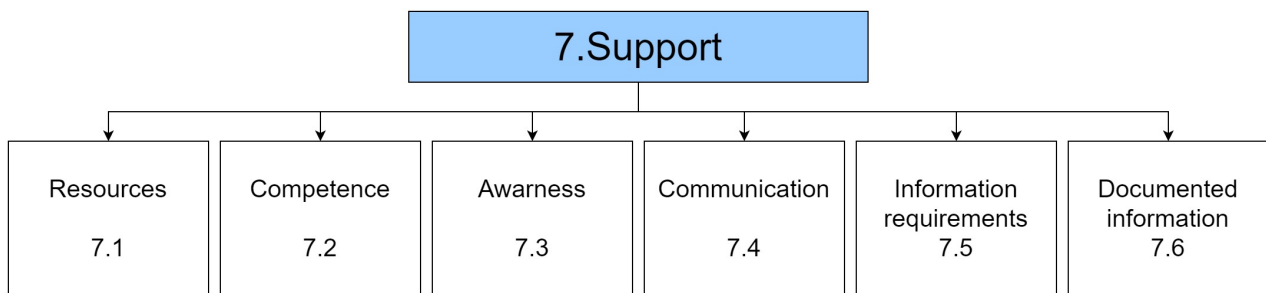 7.Support
Resources
7.1
Competence
7.2
Awarness
7.3
Communication
7.4
Information
requirements
7.5
Documented
information
7.6